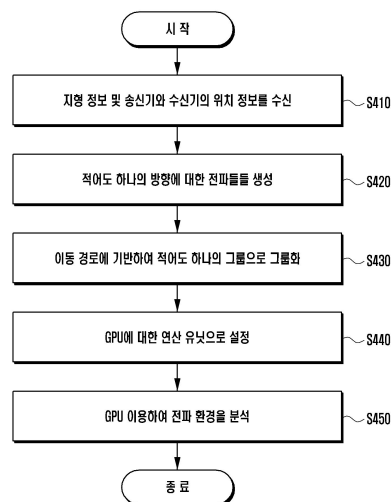 시 작
지형 정보 및 송신기와 수신기의 위치 정보를 수신
S410
적어도 하나의 방향에 대한 전파들들 생성
S420
이동 경로에 기반하여 적어도 하나의 그룹으로 그룹화
S430
GPU에 대한 연산 유닛으로 설정
S440
GPU 이용하여 전파 환경을 분석
S450
종 료